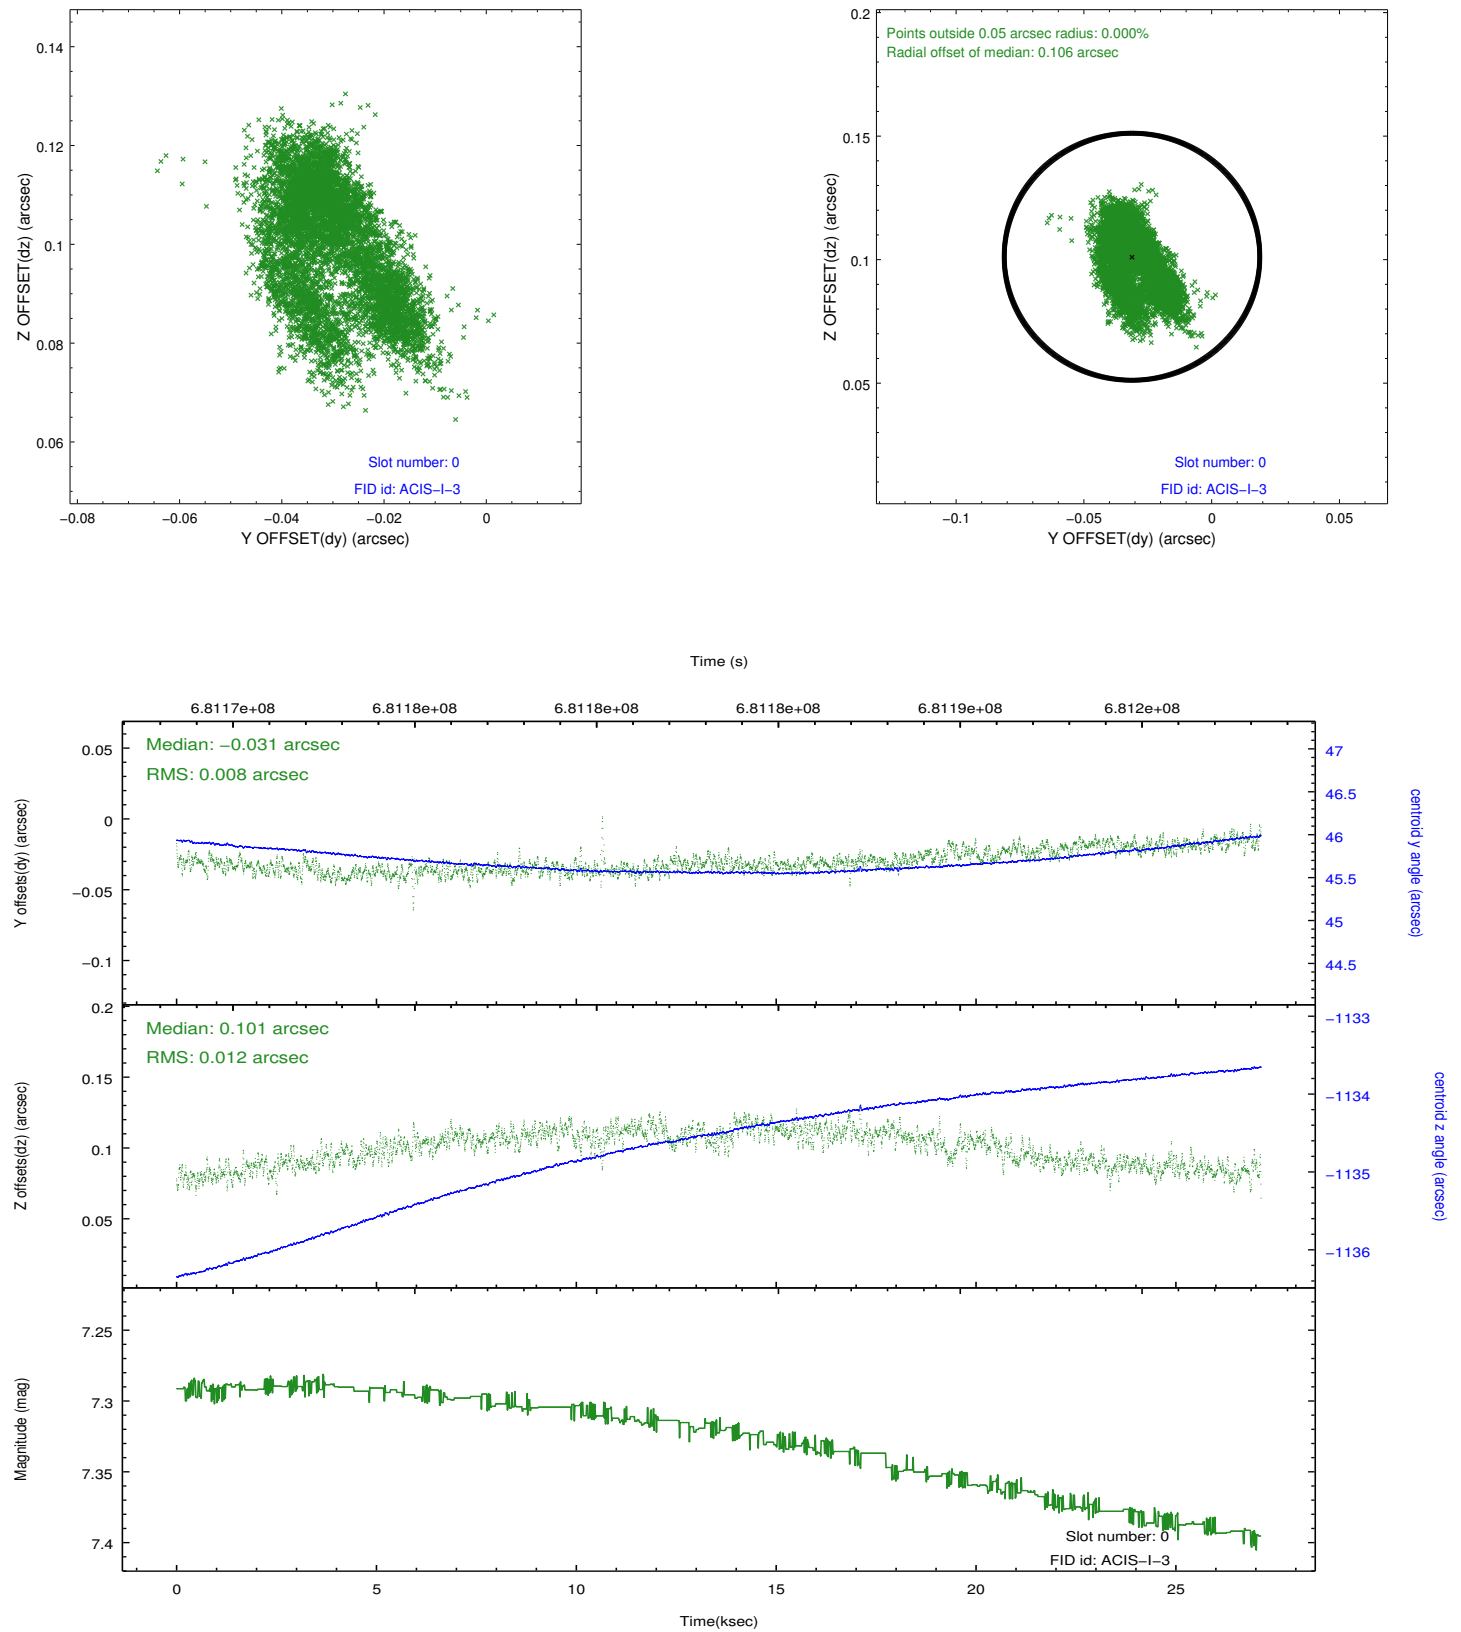 0.14
0.12
0.1
0.08
0.06
Z OFFSET(dz) (arcsec)
Slot number: 0
FID id: ACIS−I−3
−0.08 −0.06 −0.04 −0.02 0
Y OFFSET(dy) (arcsec)
0.2
0.15
0.1
0.05
Z OFFSET(dz) (arcsec)
Points outside 0.05 arcsec radius: 0.000%
Radial offset of median: 0.106 arcsec
Slot number: 0
FID id: ACIS−I−3
−0.1 −0.05 0 0.05
Y OFFSET(dy) (arcsec)
Time (s)
6.8117e+08 6.8118e+08 6.8118e+08 6.8118e+08 6.8119e+08 6.812e+08
Median: −0.031 arcsec
RMS: 0.008 arcsec
0.05
0
−0.05
−0.1
Y offsets(dy) (arcsec)
47
46.5
46
45.5
45
44.5
centroid y angle (arcsec)
Median: 0.101 arcsec
RMS: 0.012 arcsec
0.2
0.15
0.1
0.05
Z offsets(dz) (arcsec)
−1133
−1134
−1135
−1136
centroid z angle (arcsec)
7.25
7.3
7.35
7.4
Magnitude (mag)
Slot number: 0
FID id: ACIS−I−3
0 5 10 15 20 25
Time(ksec)